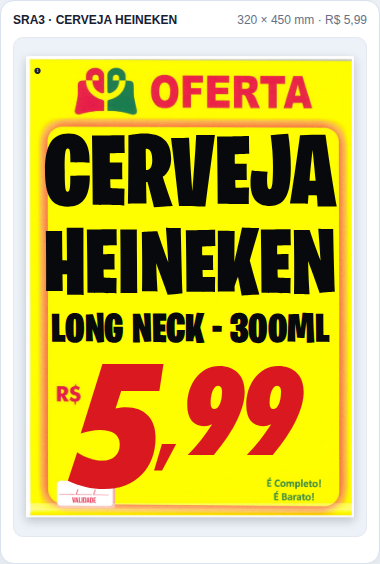 SRA3 · CERVEJA HEINEKEN
320 × 450 mm · R$ 5,99
OFERTA
CERVEJA
HEINEKEN
LONG NECK - 300ML
R$ 5,99
VALIDADE
É Completo!
É Barato!